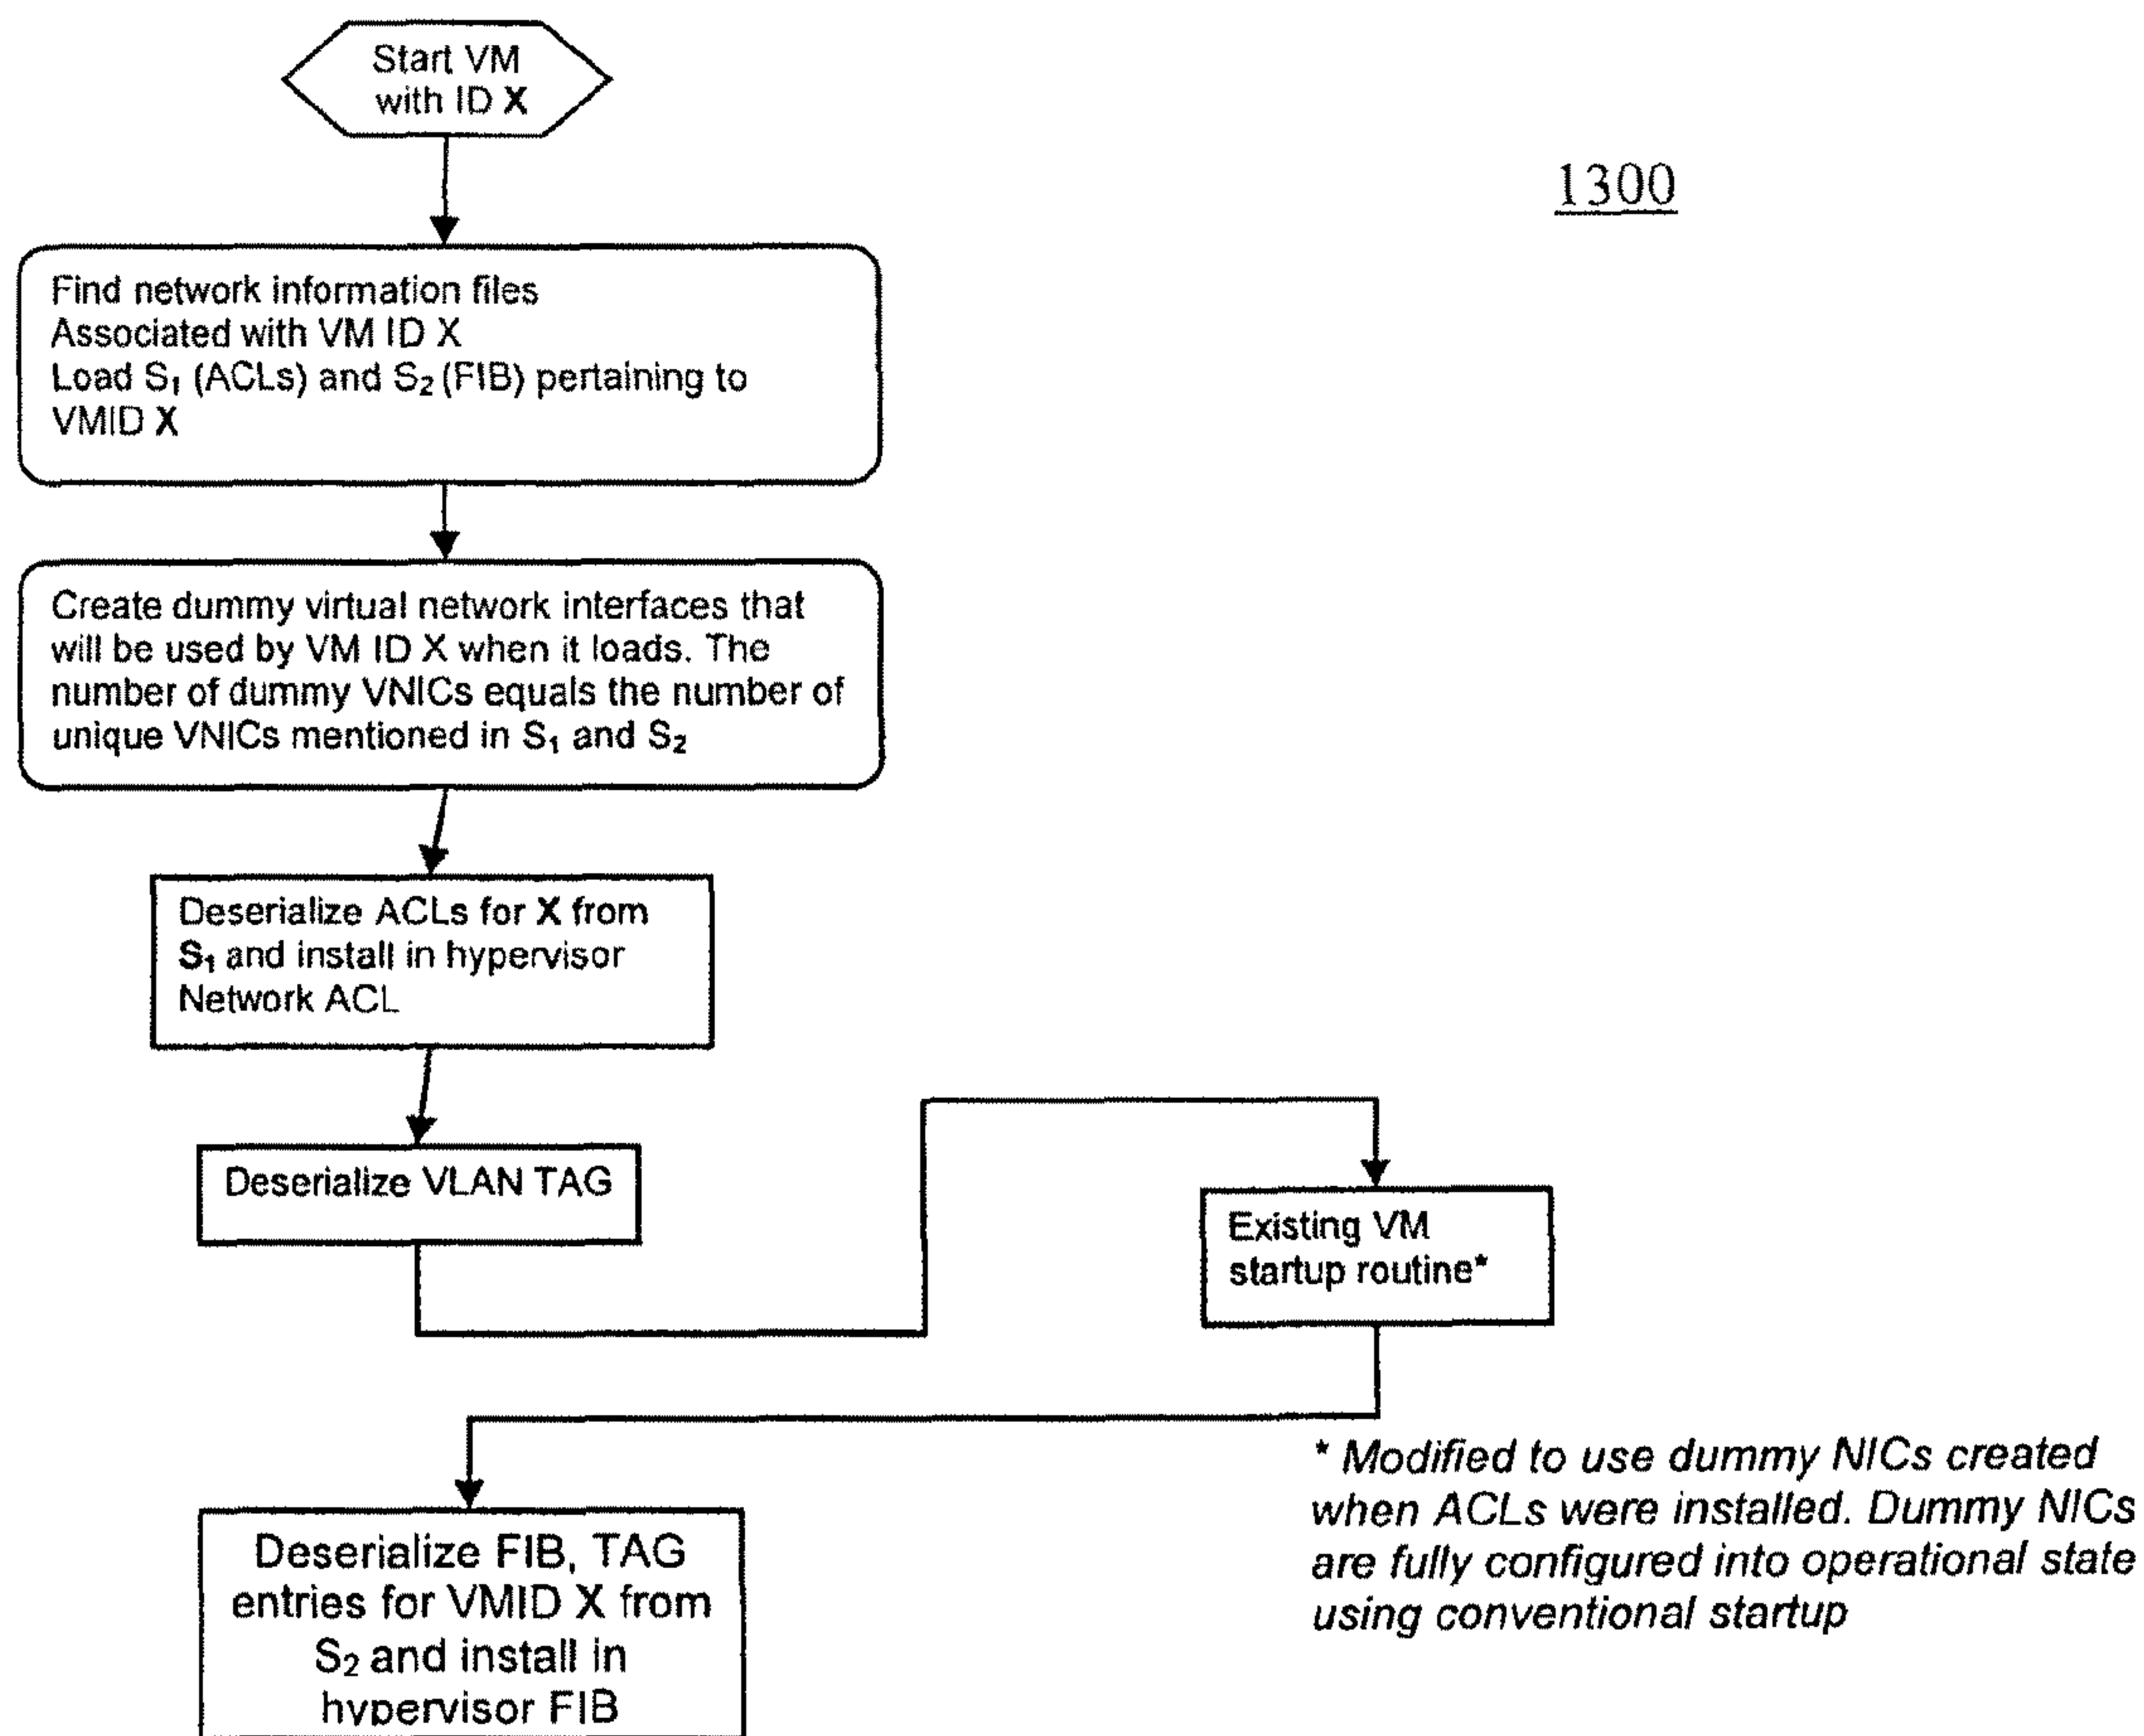 Start VM
with ID X
1300
Find network information files
Associated with VM ID X
Load S₁ (ACLs) and S₂ (FIB) pertaining to
VMID X
Create dummy virtual network interfaces that
will be used by VM ID X when it loads. The
number of dummy VNICs equals the number of
unique VNICs mentioned in S₁ and S₂
Deserialize ACLs for X from
S₁ and install in hypervisor
Network ACL
Deserialize VLAN TAG
Existing VM
startup routine*
* Modified to use dummy NICs created
when ACLs were installed. Dummy NICs
are fully configured into operational state
using conventional startup
Deserialize FIB, TAG
entries for VMID X from
S₂ and install in
hypervisor FIB